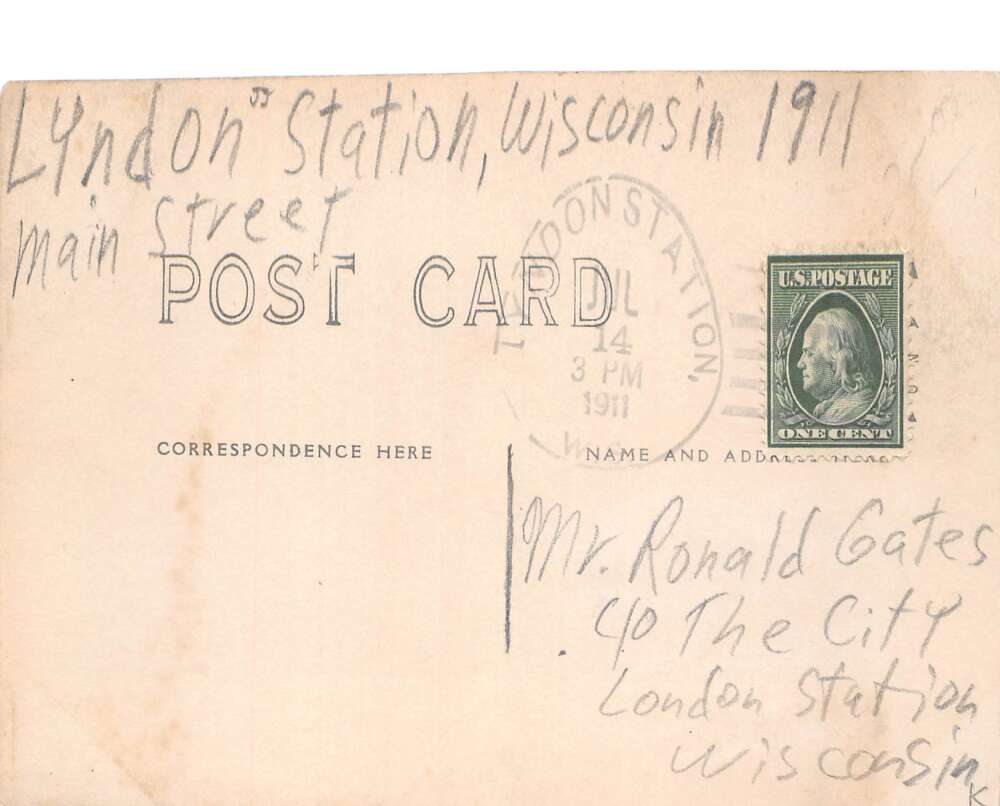 Lyndon Station, Wisconsin 1911
Main Street
POST CARD
LYNDON STATION,
JUL
14
3 PM
1911
WIS.
U.S. POSTAGE
ONE CENT
CORRESPONDENCE HERE
NAME AND ADD
Mr. Ronald Gates
C/O The City
London Station
Wisconsin
K